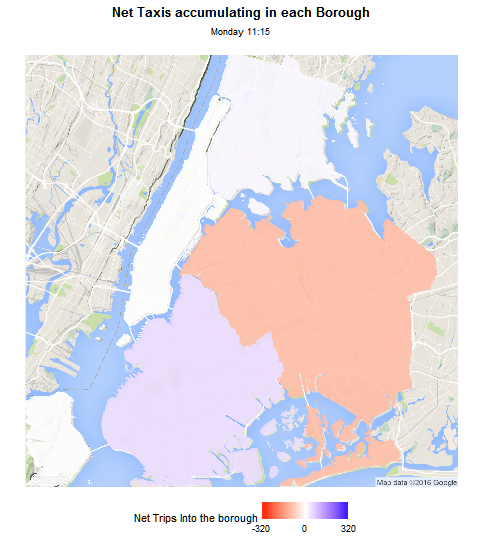 Net Taxis accumulating in each Borough
Monday 11:15
Map data ©2016 Google
Net Trips Into the borough
-320 0 320